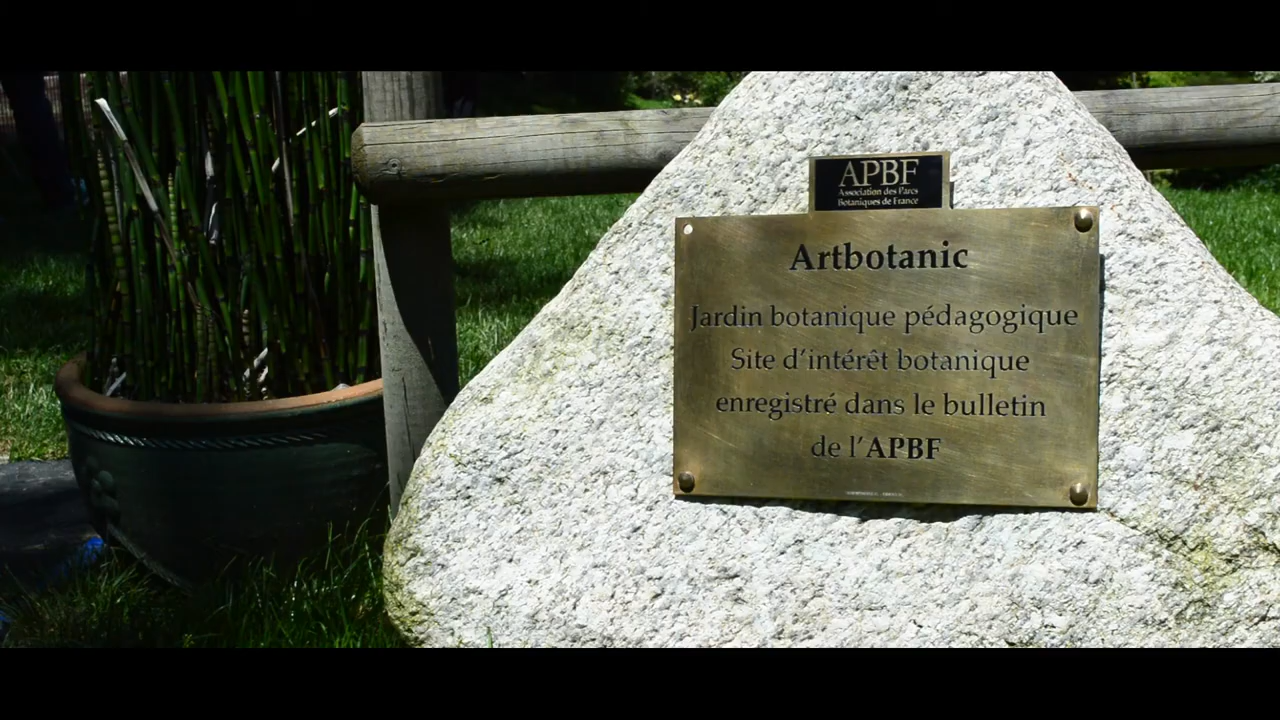 APBF
Association des Parcs
Botaniques de France
Artbotanic
Jardin botanique pédagogique
Site d'intérêt botanique
enregistré dans le bulletin
de l'APBF